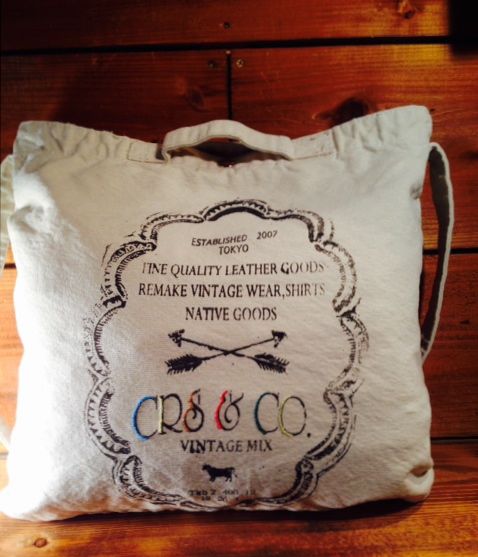 ESTABLISHED 2007
TOKYO
FINE QUALITY LEATHER GOODS
REMAKE VINTAGE WEAR,SHIRTS
NATIVE GOODS
CRS & CO.
VINTAGE MIX